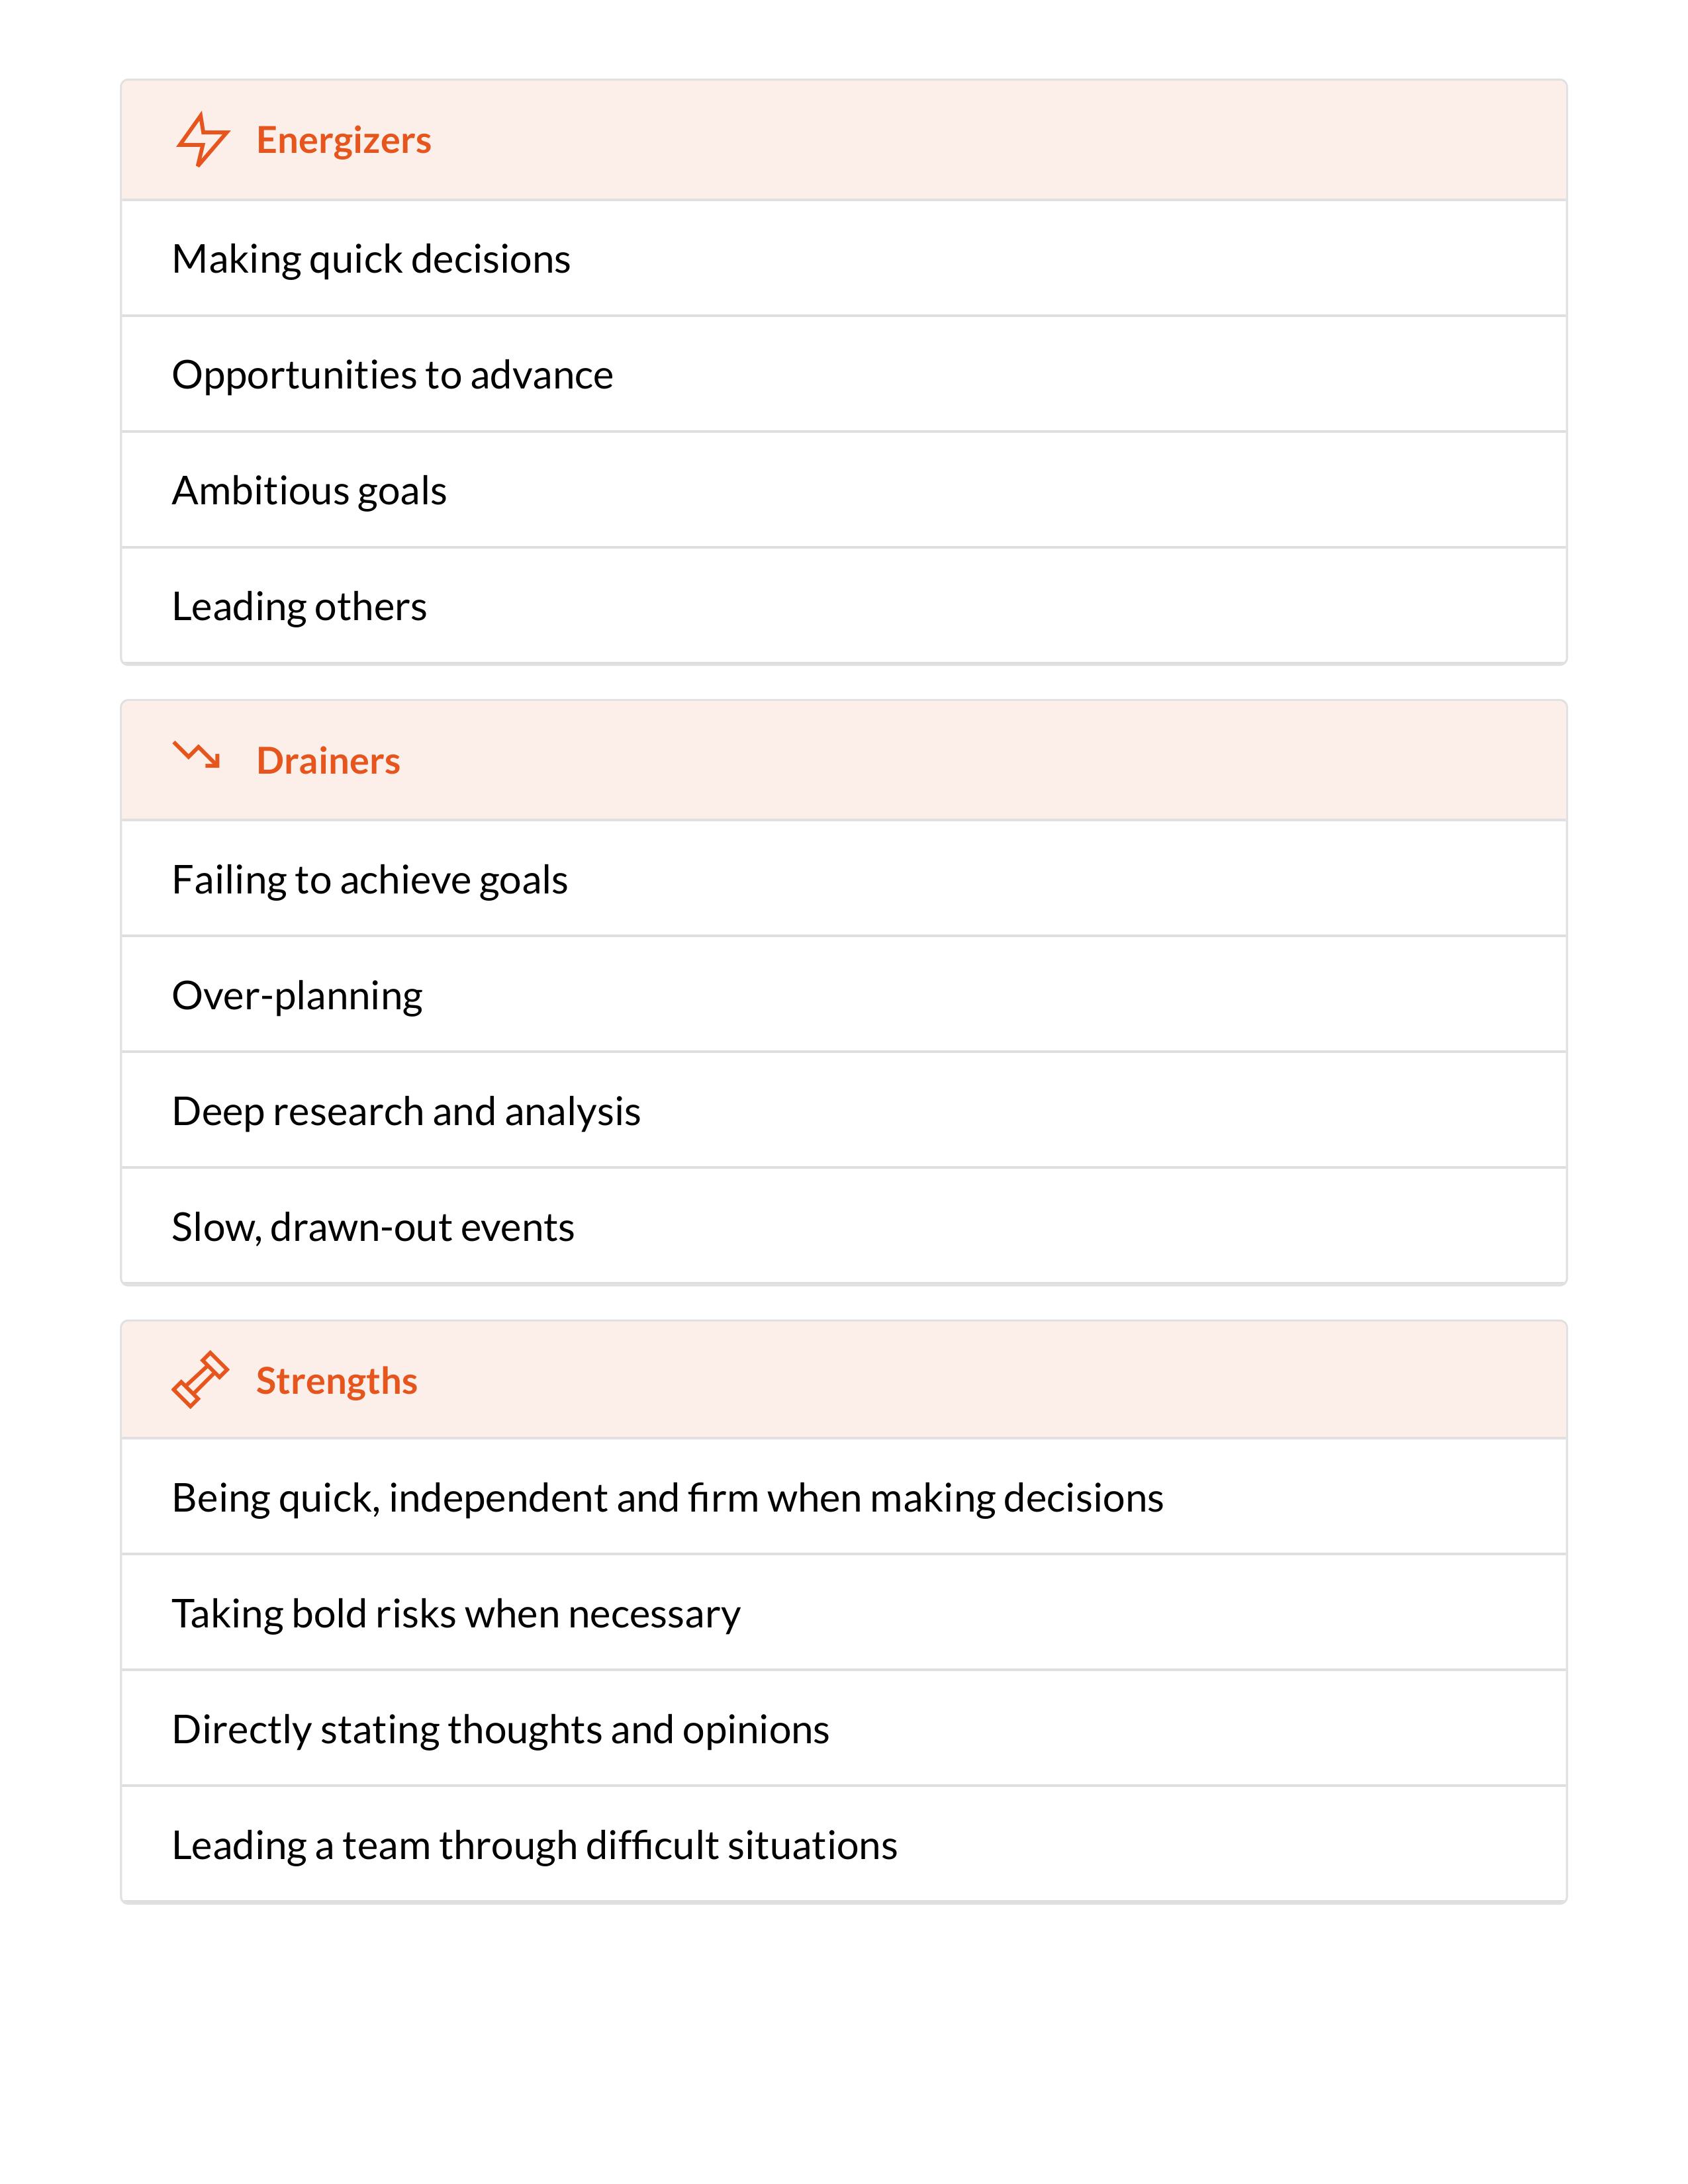 Energizers
Making quick decisions
Opportunities to advance
Ambitious goals
Leading others
Drainers
Failing to achieve goals
Over-planning
Deep research and analysis
Slow, drawn-out events
Strengths
Being quick, independent and firm when making decisions
Taking bold risks when necessary
Directly stating thoughts and opinions
Leading a team through difficult situations